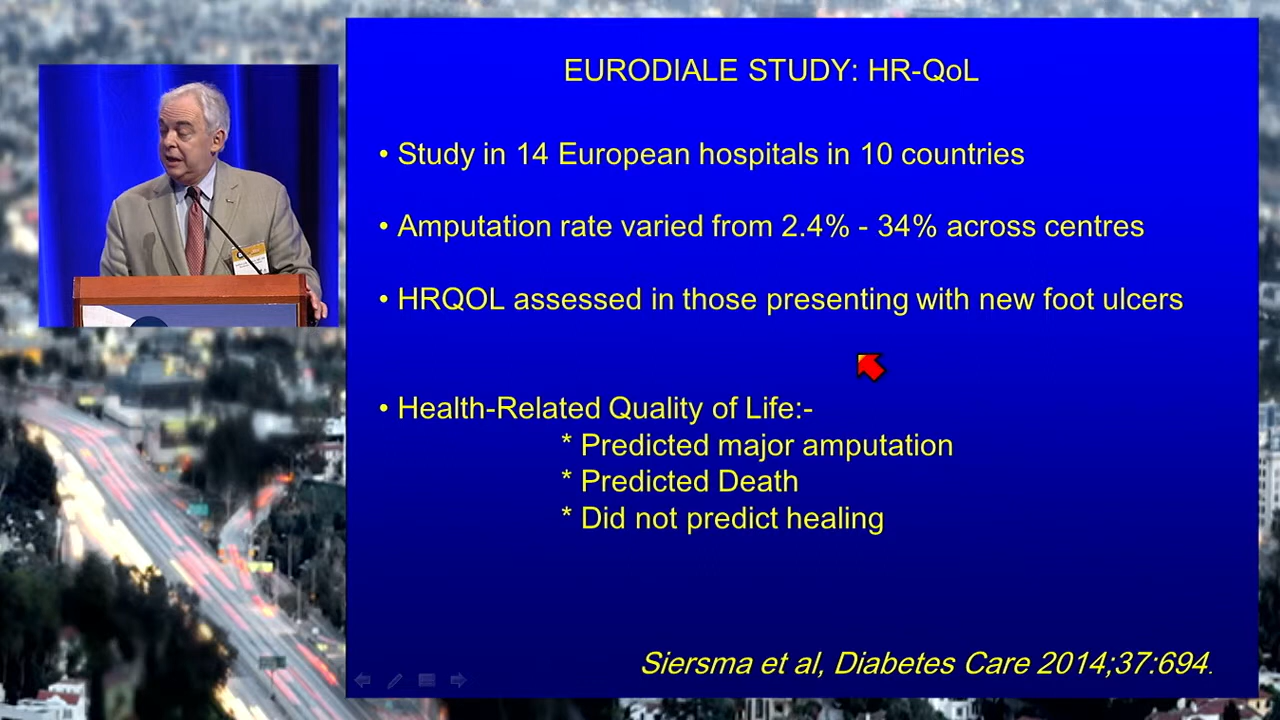 EURODIALE STUDY: HR-QoL
• Study in 14 European hospitals in 10 countries
• Amputation rate varied from 2.4% - 34% across centres
• HRQOL assessed in those presenting with new foot ulcers
• Health-Related Quality of Life:-
* Predicted major amputation
* Predicted Death
* Did not predict healing
Siersma et al, Diabetes Care 2014;37:694.